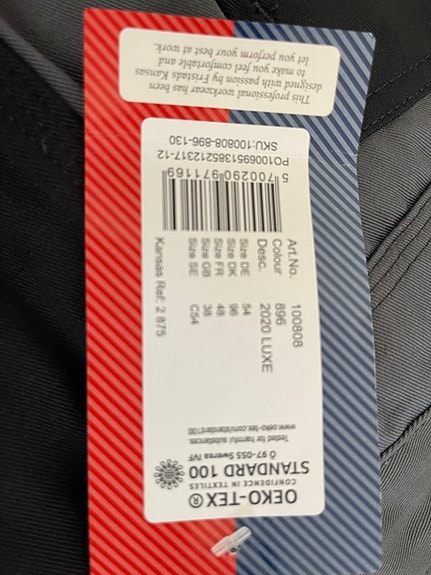 This professional workwear has been
designed with passion by Fristads Kansas
to make you feel comfortable and
let you perform your best at work.
Art.No. 100808
Colour 896
Desc. 2020 LUXE
Size DE 54
Size DK 96
Size FR 48
Size GB 38
Size SE C54
Kansas Ref: 2 875
5 700290 971169
PO1006951385212317-12
SKU:100808-896-130
OEKO-TEX®
CONFIDENCE IN TEXTILES
STANDARD 100
Ö 97-055 Swerea IVF
Tested for harmful substances.
www.oeko-tex.com/standard100